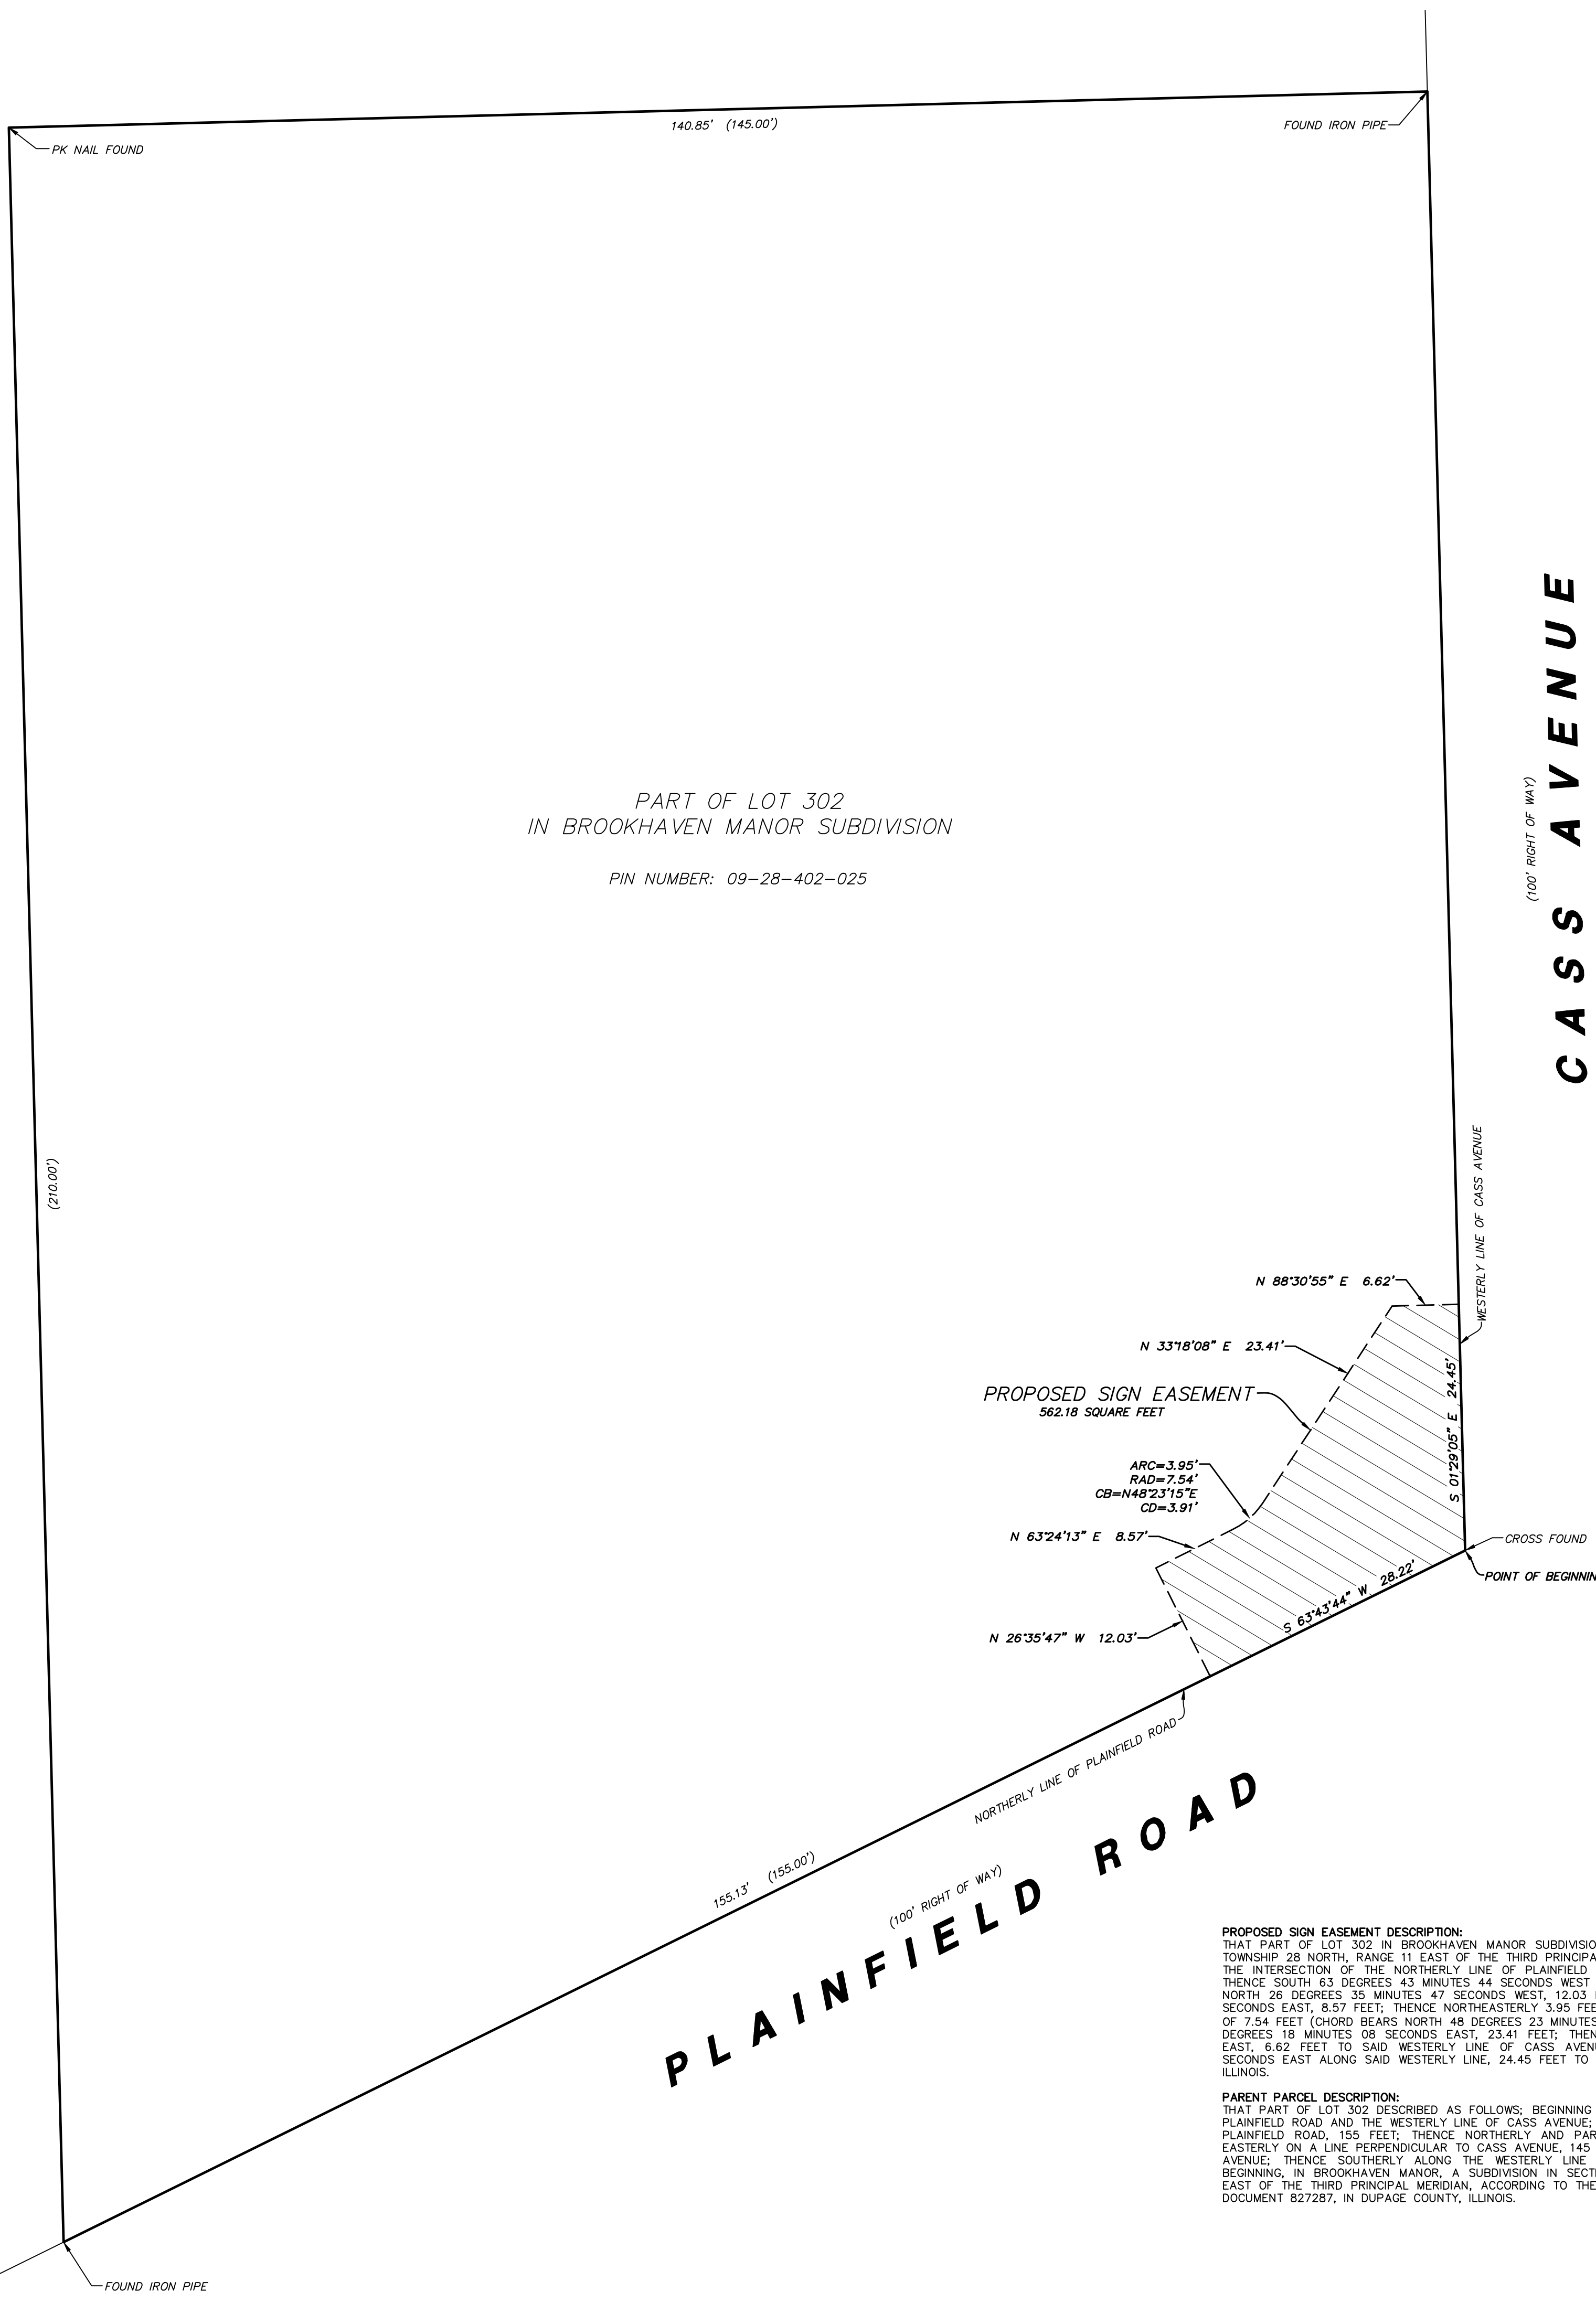 140.85' (145.00')
FOUND IRON PIPE
PK NAIL FOUND
CASS AVENUE
(100' RIGHT OF WAY)
PART OF LOT 302
IN BROOKHAVEN MANOR SUBDIVISION
PIN NUMBER: 09-28-402-025
(210.00')
WESTERLY LINE OF CASS AVENUE
N 88°30'55" E 6.62'
N 33°18'08" E 23.41'
PROPOSED SIGN EASEMENT
562.18 SQUARE FEET
S 01°29'05" E 24.45'
ARC=3.95'
RAD=7.54'
CB=N48°23'15"E
CD=3.91'
N 63°24'13" E 8.57'
CROSS FOUND
POINT OF BEGINNIN
S 63°43'44" W 28.22'
N 26°35'47" W 12.03'
NORTHERLY LINE OF PLAINFIELD ROAD
155.13' (155.00')
(100' RIGHT OF WAY)
PLAINFIELD ROAD
PROPOSED SIGN EASEMENT DESCRIPTION:
THAT PART OF LOT 302 IN BROOKHAVEN MANOR SUBDIVISIO
TOWNSHIP 28 NORTH, RANGE 11 EAST OF THE THIRD PRINCIPA
THE INTERSECTION OF THE NORTHERLY LINE OF PLAINFIELD
THENCE SOUTH 63 DEGREES 43 MINUTES 44 SECONDS WEST
NORTH 26 DEGREES 35 MINUTES 47 SECONDS WEST, 12.03
SECONDS EAST, 8.57 FEET; THENCE NORTHEASTERLY 3.95 FEE
OF 7.54 FEET (CHORD BEARS NORTH 48 DEGREES 23 MINUTES
DEGREES 18 MINUTES 08 SECONDS EAST, 23.41 FEET; THEN
EAST, 6.62 FEET TO SAID WESTERLY LINE OF CASS AVEN
SECONDS EAST ALONG SAID WESTERLY LINE, 24.45 FEET TO
ILLINOIS.
PARENT PARCEL DESCRIPTION:
THAT PART OF LOT 302 DESCRIBED AS FOLLOWS; BEGINNING
PLAINFIELD ROAD AND THE WESTERLY LINE OF CASS AVENUE;
PLAINFIELD ROAD, 155 FEET; THENCE NORTHERLY AND PAR
EASTERLY ON A LINE PERPENDICULAR TO CASS AVENUE, 145
AVENUE; THENCE SOUTHERLY ALONG THE WESTERLY LINE
BEGINNING, IN BROOKHAVEN MANOR, A SUBDIVISION IN SECTI
EAST OF THE THIRD PRINCIPAL MERIDIAN, ACCORDING TO THE
DOCUMENT 827287, IN DUPAGE COUNTY, ILLINOIS.
FOUND IRON PIPE